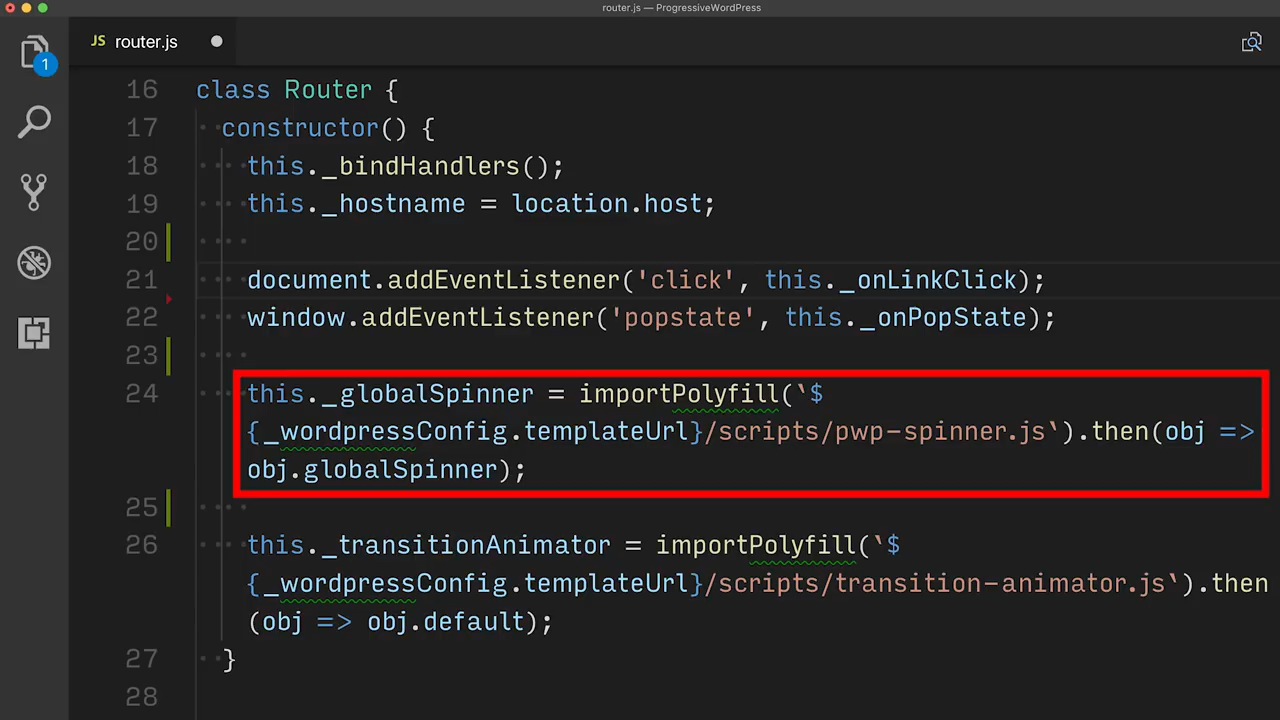 router.js — ProgressiveWordPress
JS router.js
1
16 class Router {
17 constructor() {
18 this._bindHandlers();
19 this._hostname = location.host;
20
21 document.addEventListener('click', this._onLinkClick);
22 window.addEventListener('popstate', this._onPopState);
23
24 this._globalSpinner = importPolyfill(`$
{_wordpressConfig.templateUrl}/scripts/pwp-spinner.js`).then(obj =>
obj.globalSpinner);
25
26 this._transitionAnimator = importPolyfill(`$
{_wordpressConfig.templateUrl}/scripts/transition-animator.js`).then
(obj => obj.default);
27 }
28